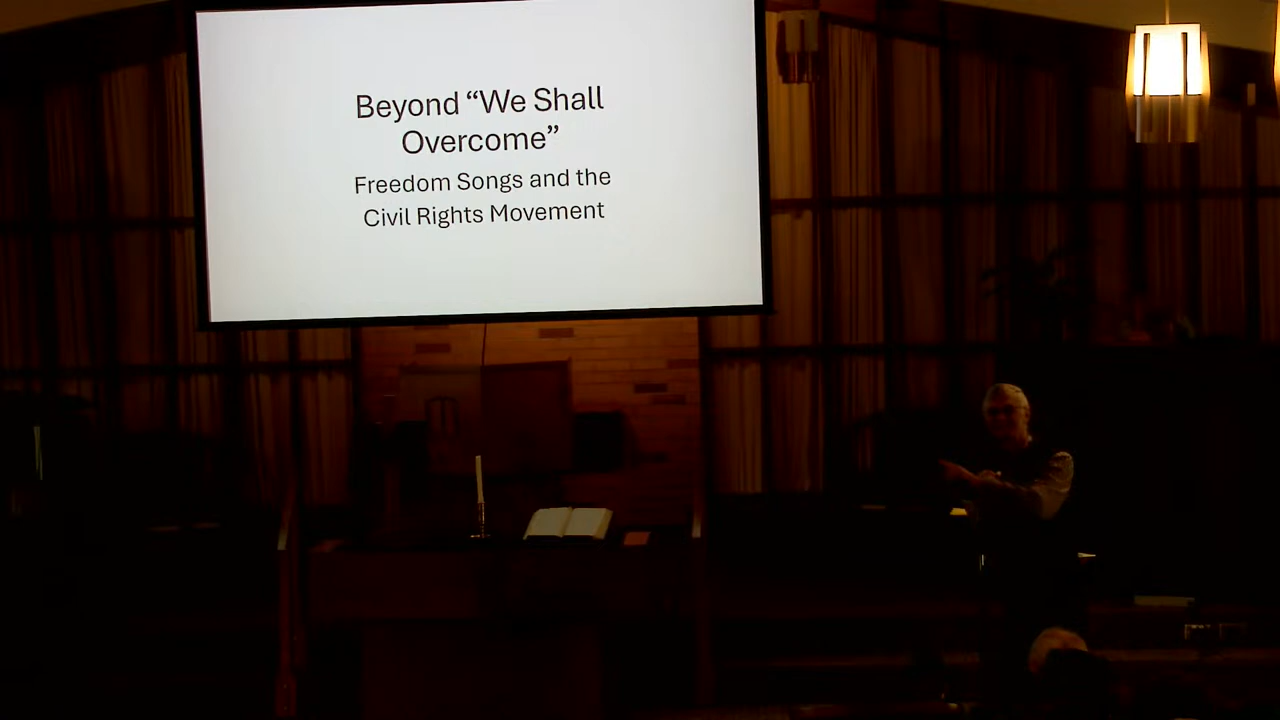 Beyond “We Shall
Overcome”
Freedom Songs and the
Civil Rights Movement